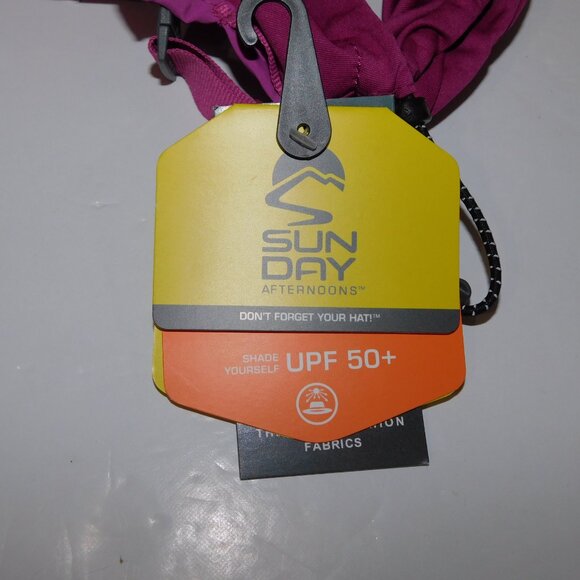 SUN
DAY
AFTERNOONS™
DON'T FORGET YOUR HAT!™
SHADE
YOURSELF UPF 50+
FABRICS